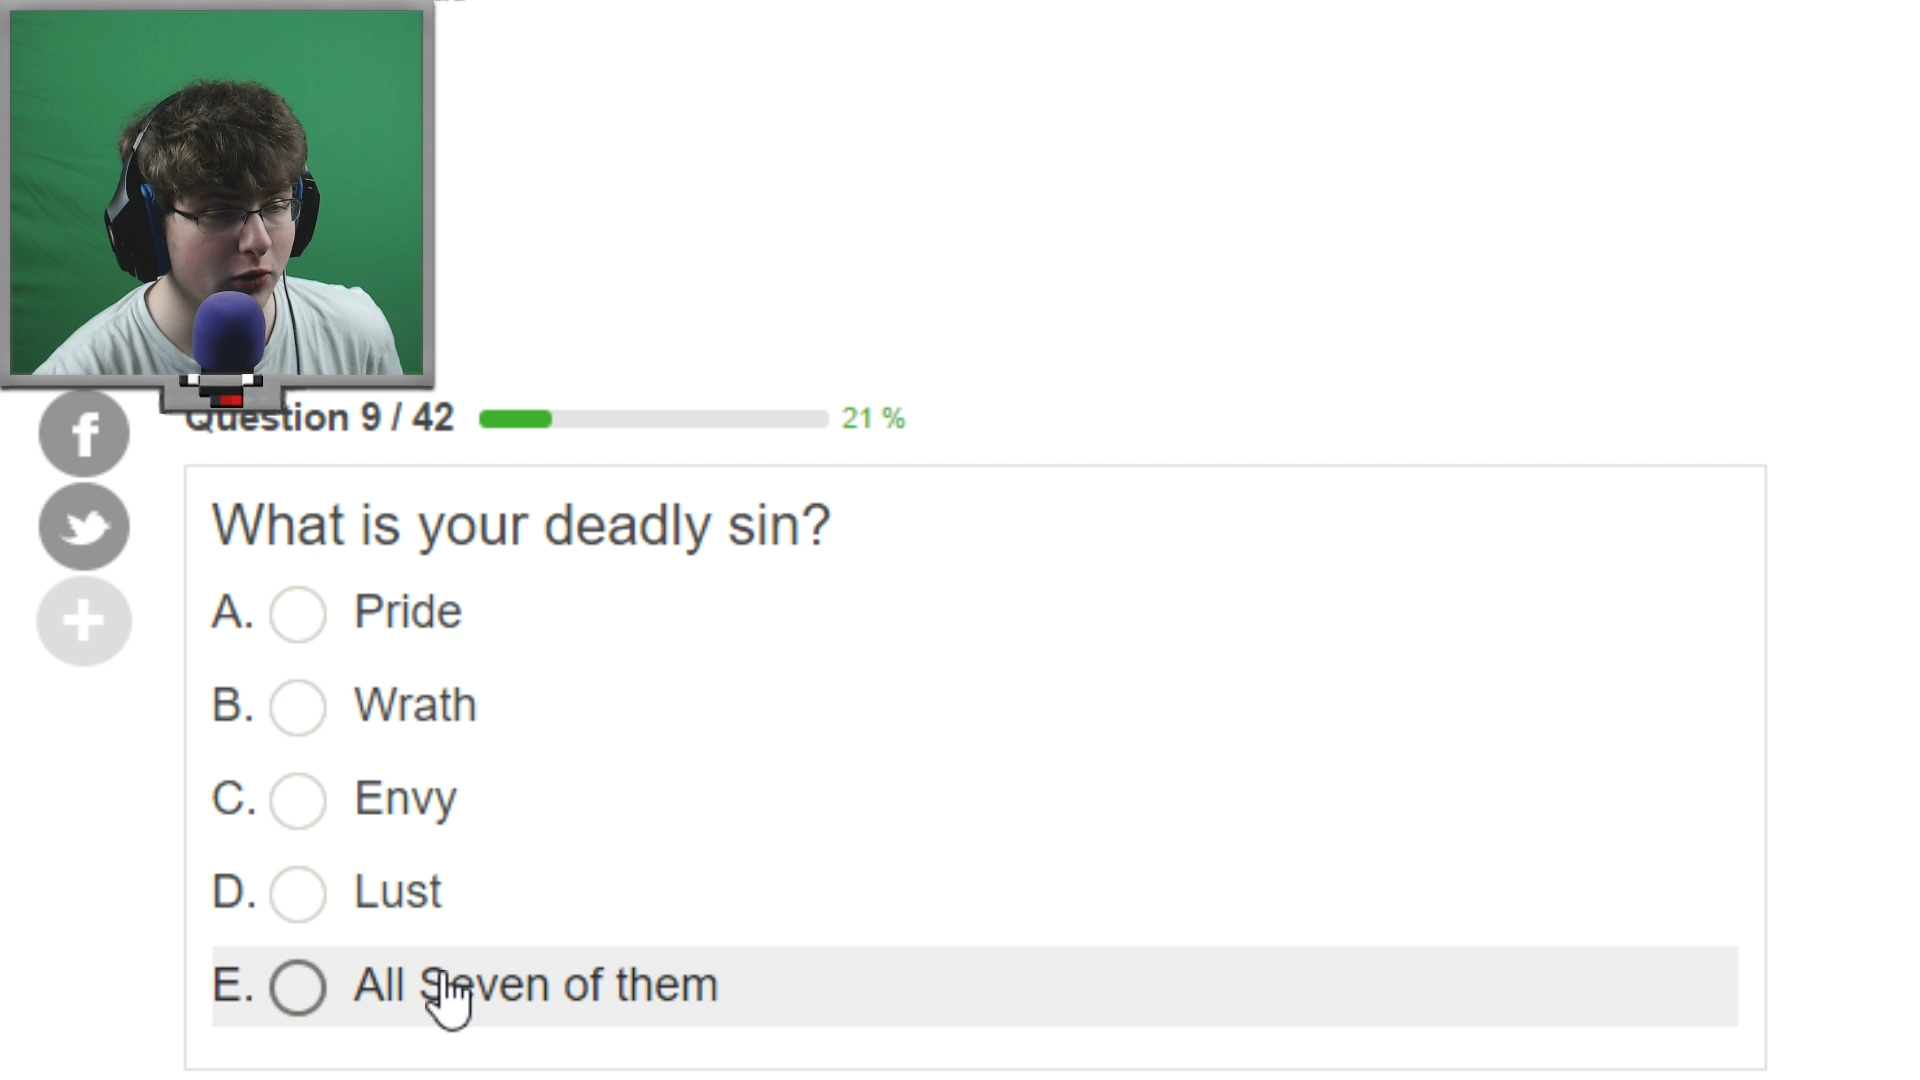 Question 9 / 42 21 %
What is your deadly sin?
A. Pride
B. Wrath
C. Envy
D. Lust
E. All Seven of them